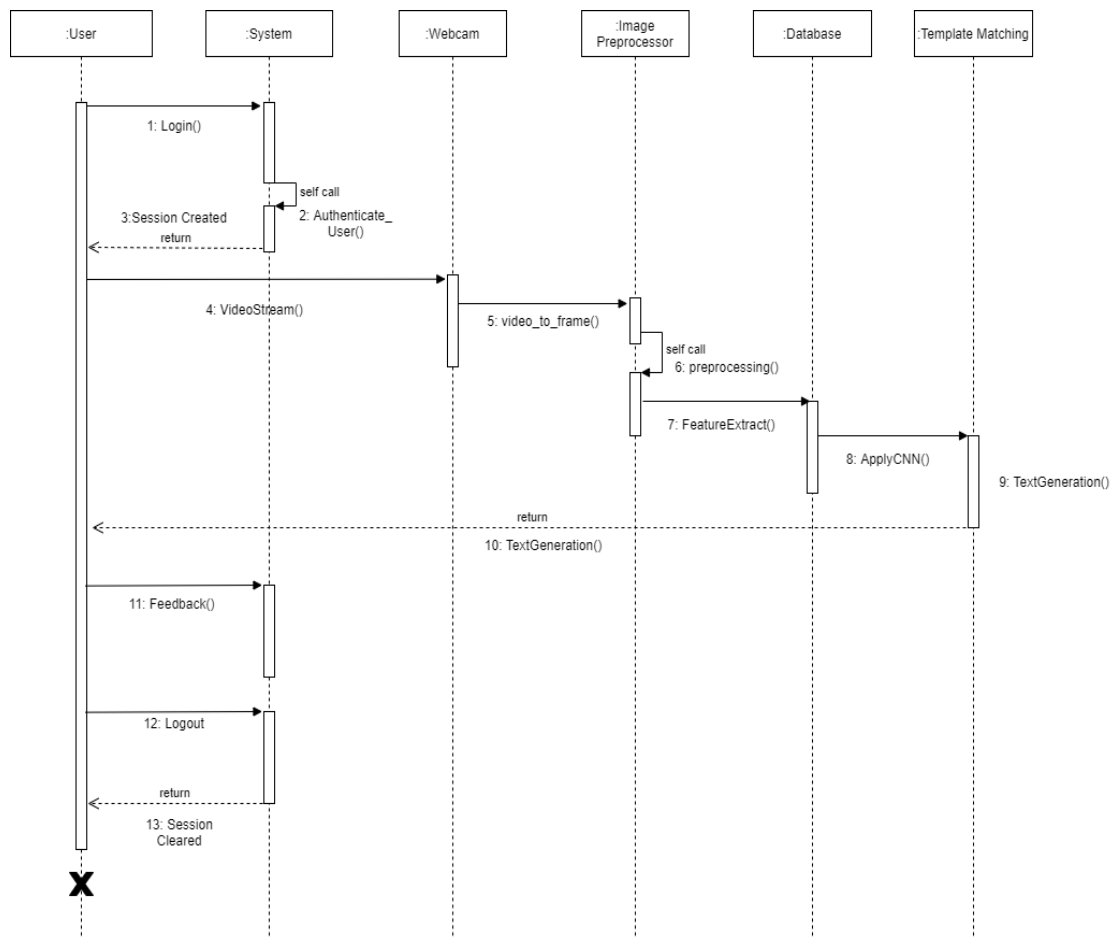 :User
:System
:Webcam
:Image
Preprocessor
:Database
:Template Matching
1: Login()
self call
2: Authenticate_
User()
3:Session Created
return
4: VideoStream()
5: video_to_frame()
self call
6: preprocessing()
7: FeatureExtract()
8: ApplyCNN()
9: TextGeneration()
return
10: TextGeneration()
11: Feedback()
12: Logout
return
13: Session
Cleared